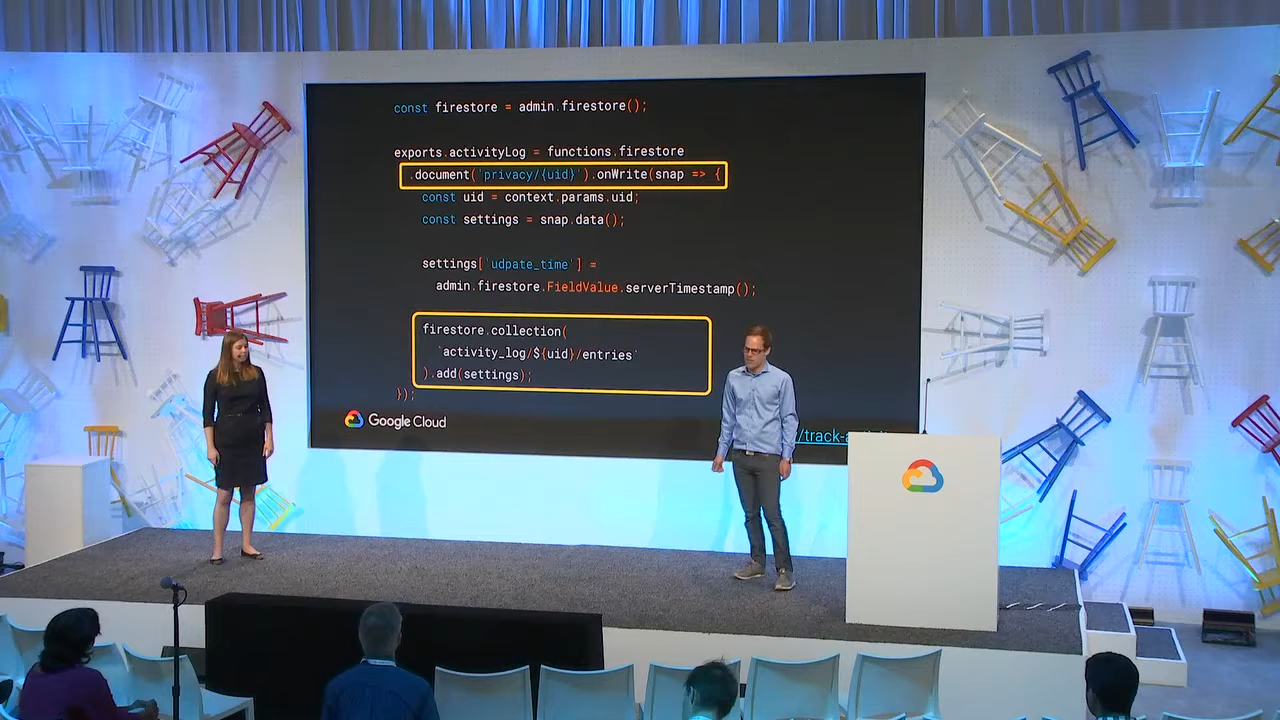 const firestore = admin.firestore();
exports.activityLog = functions.firestore
.document('privacy/{uid}').onWrite(snap => {
const uid = context.params.uid;
const settings = snap.data();
settings['udpate_time'] =
admin.firestore.FieldValue.serverTimestamp();
firestore.collection(
`activity_log/${uid}/entries`
).add(settings);
});
Google Cloud